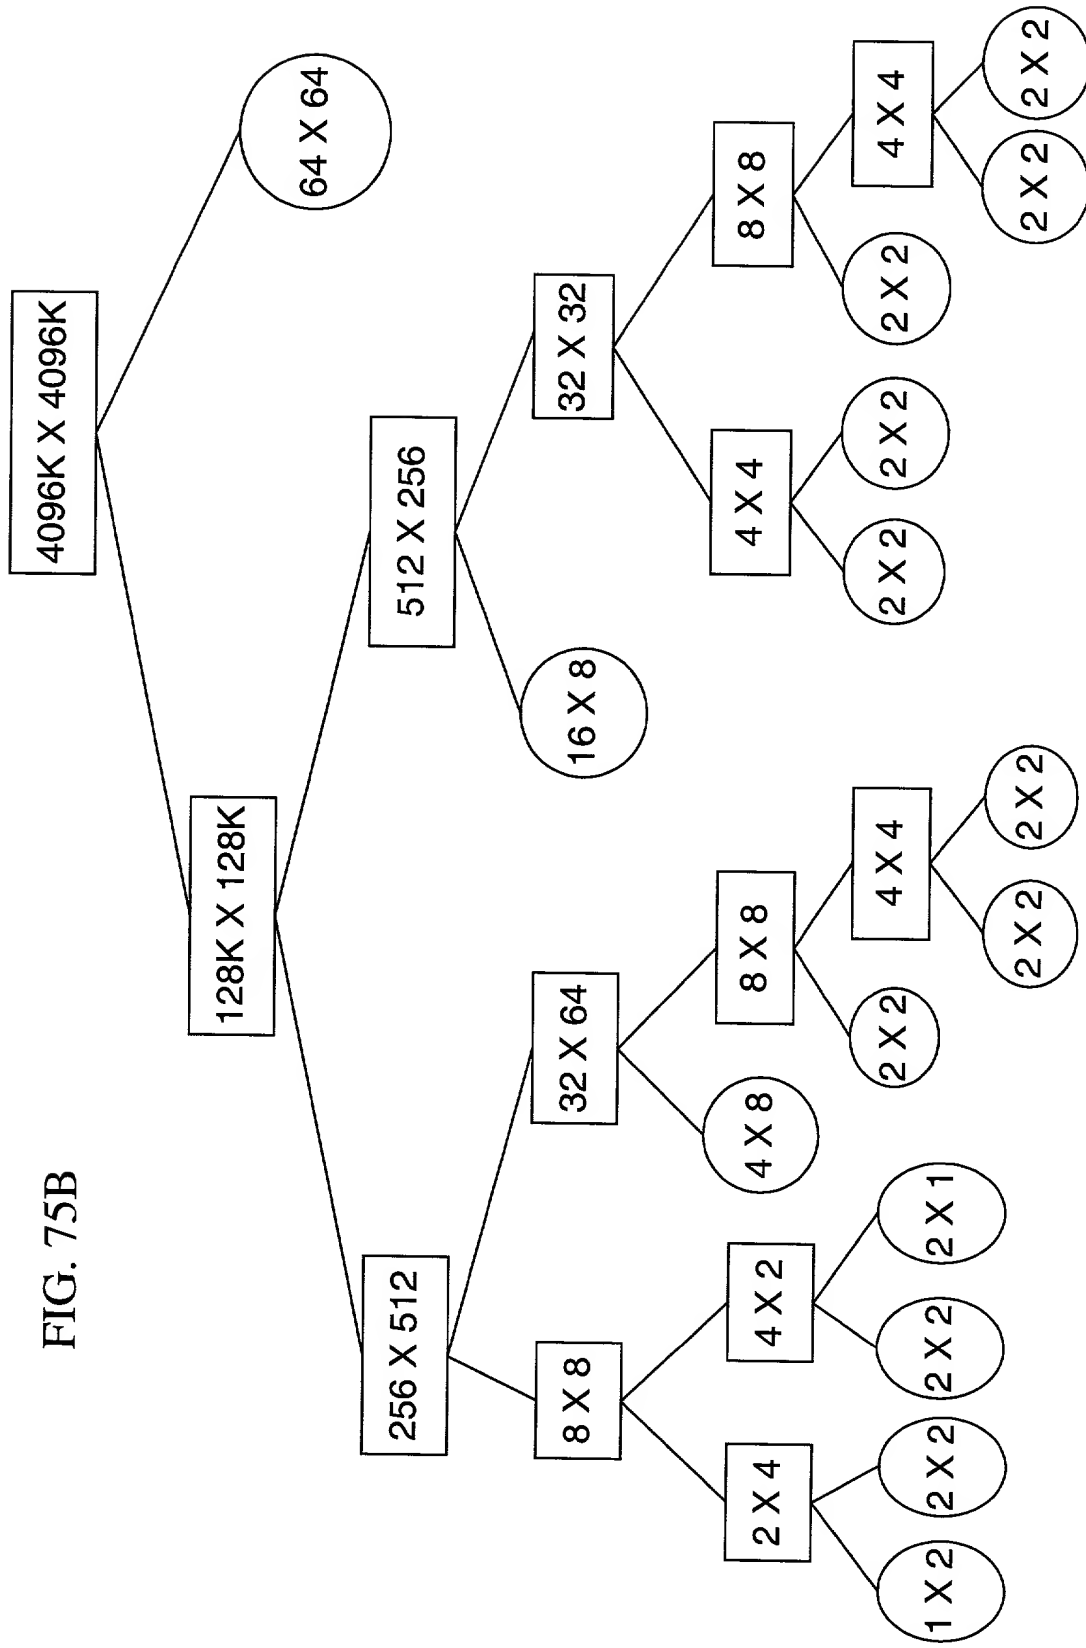 FIG. 75B
4096K X 4096K
128K X 128K
64 X 64
256 X 512
512 X 256
8 X 8
32 X 64
16 X 8
32 X 32
2 X 4
4 X 2
4 X 8
8 X 8
4 X 4
8 X 8
1 X 2
2 X 2
2 X 2
2 X 1
2 X 2
4 X 4
2 X 2
2 X 2
2 X 2
4 X 4
2 X 2
2 X 2
2 X 2
2 X 2